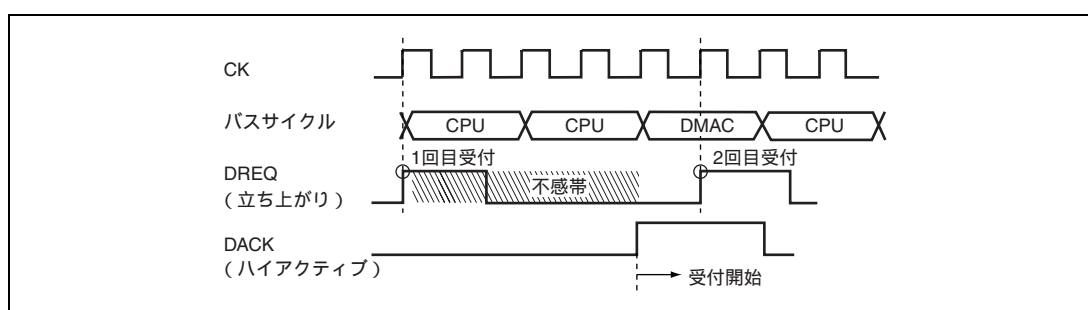 CK
バスサイクル
CPU CPU DMAC CPU
1回目受付 2回目受付
DREQ
(立ち上がり)
不感帯
DACK
(ハイアクティブ)
受付開始